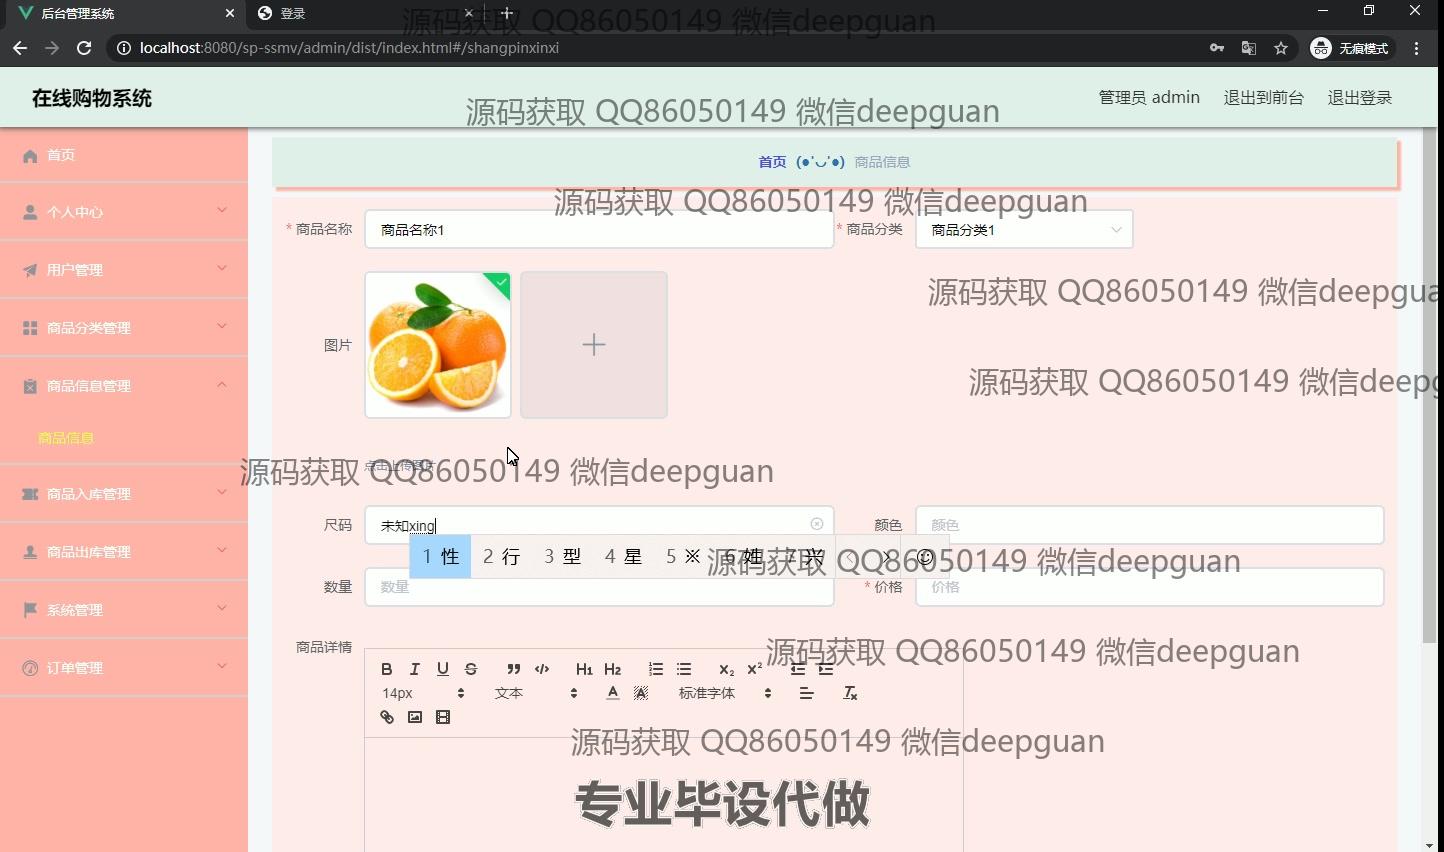 后台管理系统
登录
源码获取 QQ86050149 微信deepguan
localhost:8080/sp-ssmv/admin/dist/index.html#/shangpinxinxi
无痕模式
在线购物系统
源码获取 QQ86050149 微信deepguan
管理员 admin
退出到前台
退出登录
首页
首页 (●'◡'●) 商品信息
源码获取 QQ86050149 微信deepguan
个人中心
* 商品名称
商品名称1
* 商品分类
商品分类1
用户管理
源码获取 QQ86050149 微信deepgua
商品分类管理
图片
商品信息管理
源码获取 QQ86050149 微信deepg
商品信息
点击上传图片
源码获取 QQ86050149 微信deepguan
商品入库管理
尺码
未知xing
颜色
颜色
商品出库管理
1 性 2 行 3 型 4 星 5 ※ 6 姓 7 兴
源码获取 QQ86050149 微信deepguan
数量
数量
* 价格
价格
系统管理
商品详情
源码获取 QQ86050149 微信deepguan
订单管理
B I U S H1 H2 X2 X2
14px 文本 A A 标准字体 Tx
源码获取 QQ86050149 微信deepguan
专业毕设代做